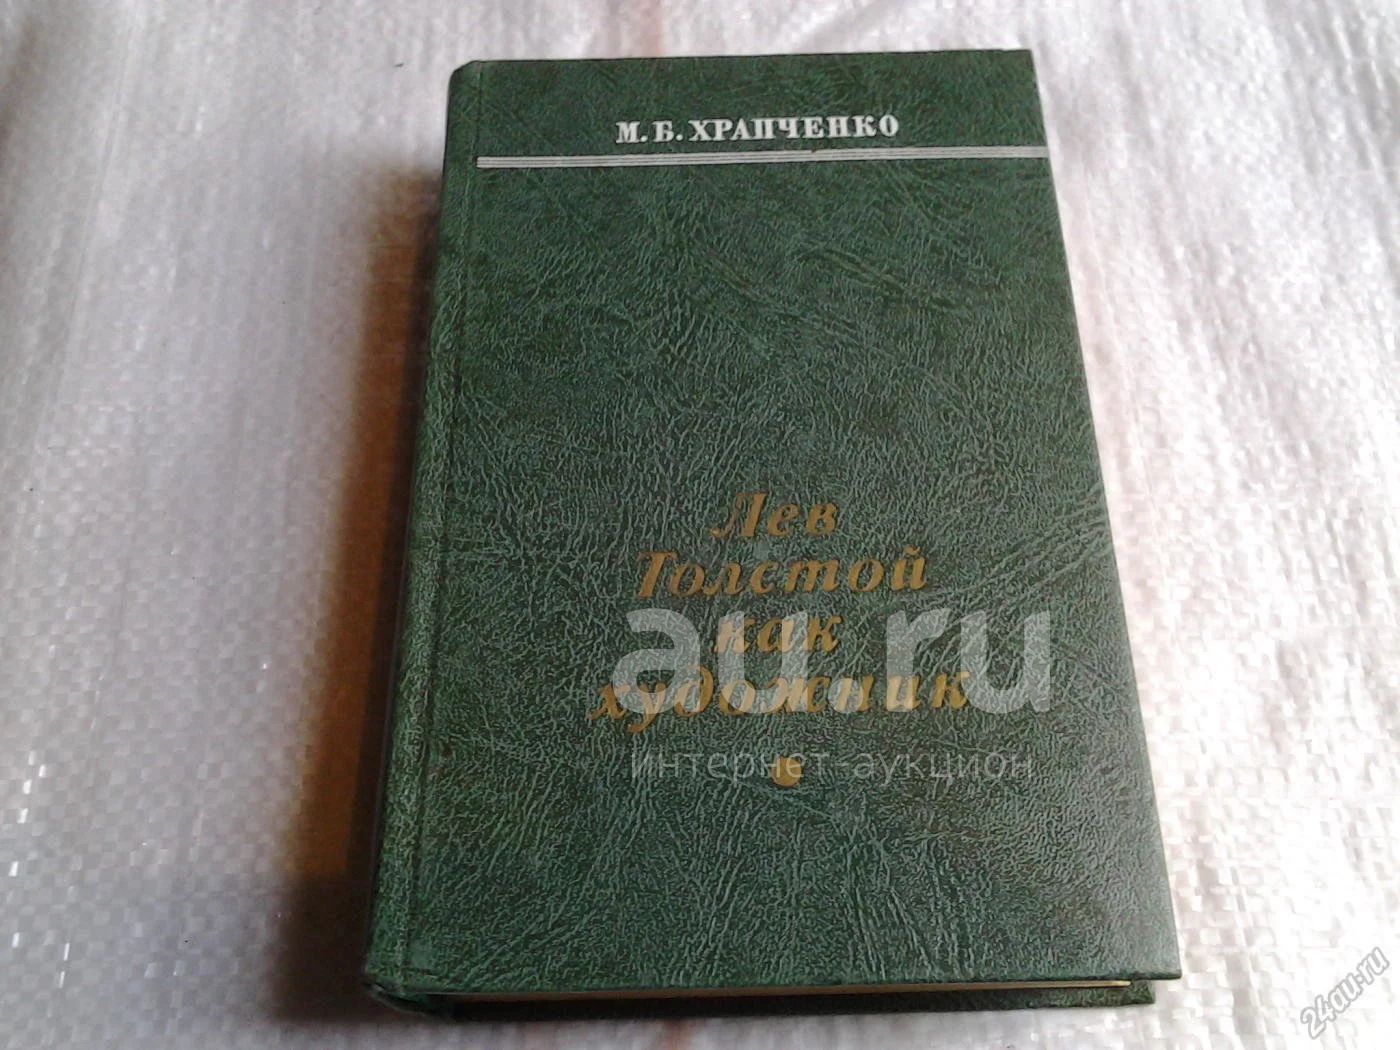 М. Б. ХРАПЧЕНКО
Лев
Толстой
как
художник
au.ru
Интернет-аукцион
24au.ru